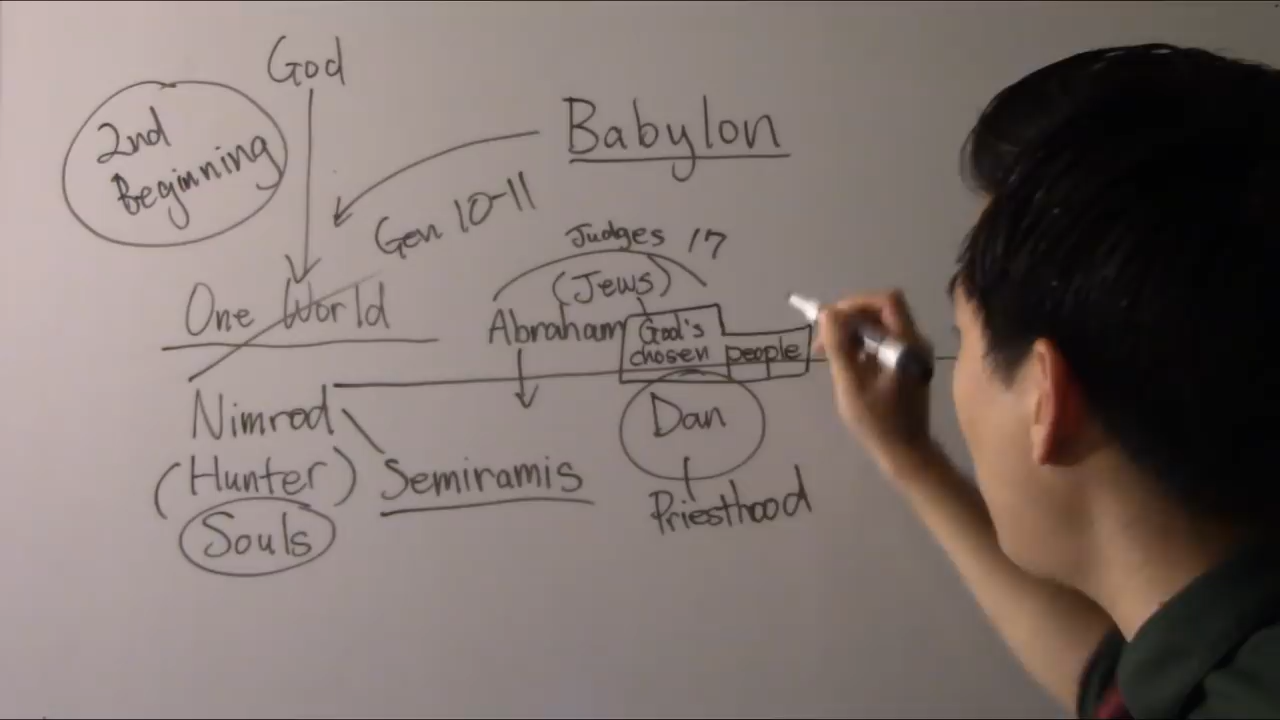 God
2nd
Beginning
Babylon
Gen 10-11
Judges 17
(Jews)
One World
Abraham
God's
chosen people
Nimrod
Dan
(Hunter)
Semiramis
Priesthood
Souls